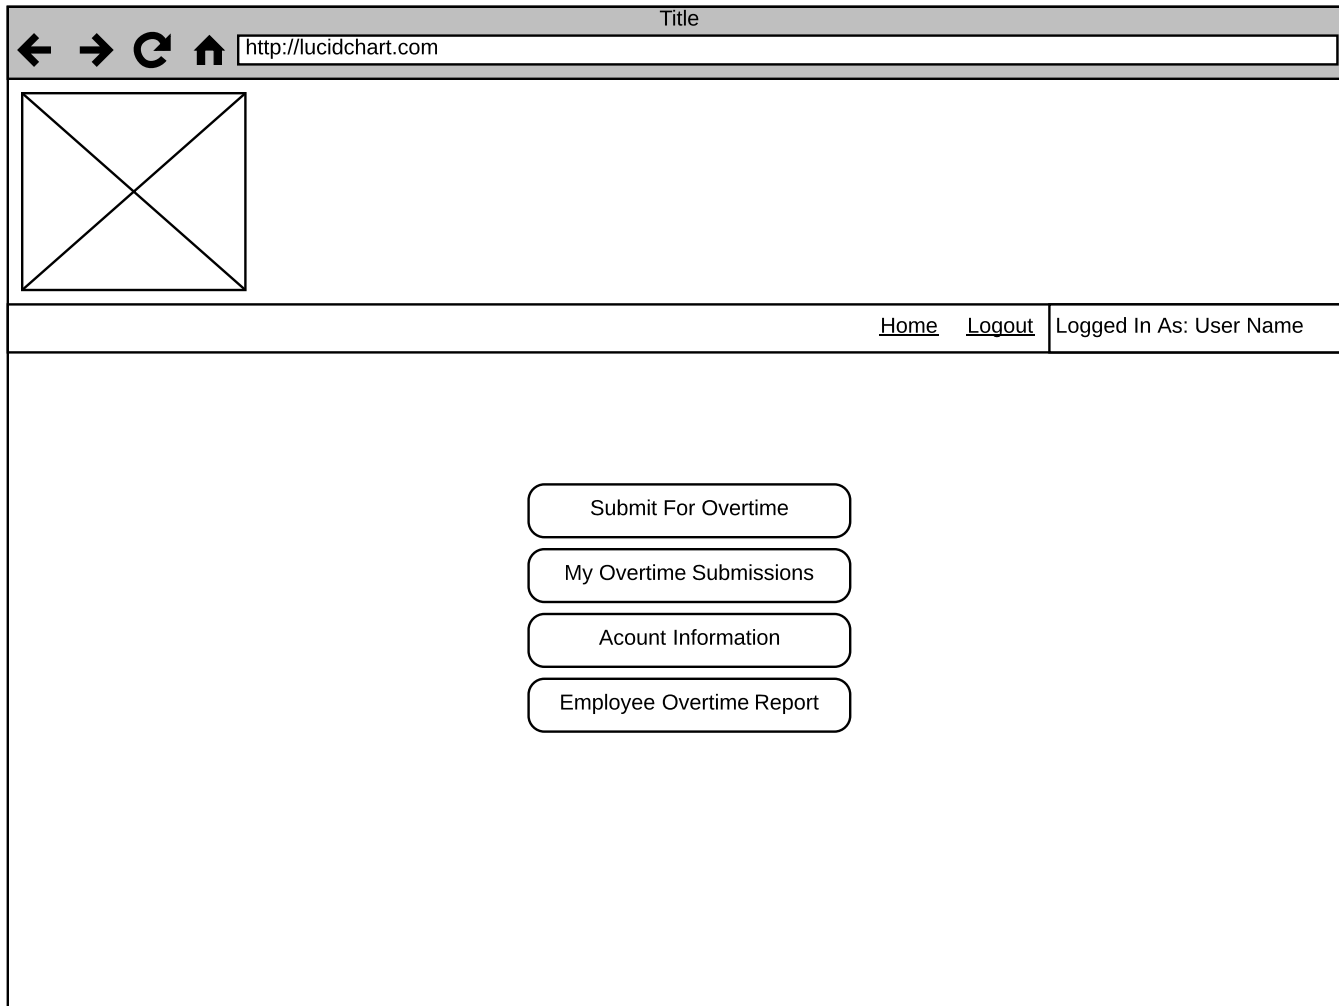 Title
http://lucidchart.com
Home Logout Logged In As: User Name
Submit For Overtime
My Overtime Submissions
Acount Information
Employee Overtime Report